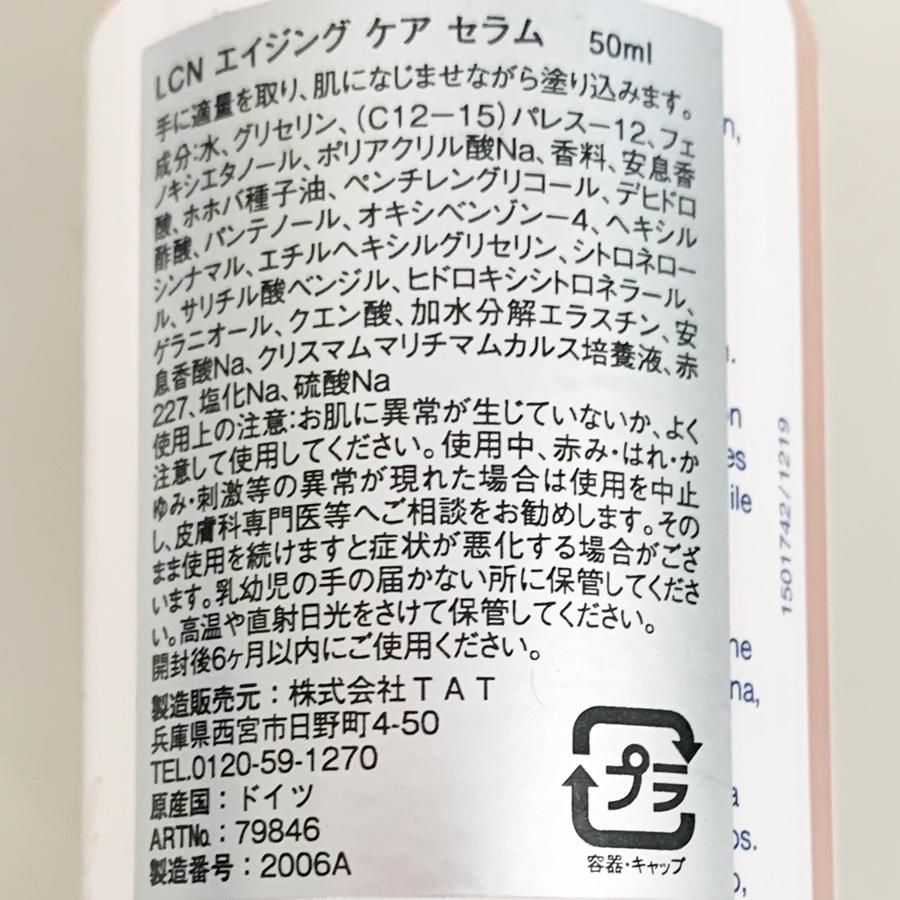 LCN エイジング ケア セラム 50ml
手に適量を取り、肌になじませながら塗り込みます。
成分:水、グリセリン、(C12－15)パレス－12、フェ
ノキシエタノール、ポリアクリル酸Na、香料、安息香
酸、ホホバ種子油、ペンチレングリコール、デヒドロ
酢酸、パンテノール、オキシベンゾン－4、ヘキシル
シンナマル、エチルヘキシルグリセリン、シトロネロー
ル、サリチル酸ベンジル、ヒドロキシシトロネラール、
ゲラニオール、クエン酸、加水分解エラスチン、安
息香酸Na、クリスマムマリチマムカルス培養液、赤
227、塩化Na、硫酸Na
使用上の注意:お肌に異常が生じていないか、よく
注意して使用してください。使用中、赤み・はれ・か
ゆみ・刺激等の異常が現れた場合は使用を中止
し、皮膚科専門医等へご相談をお勧めします。その
まま使用を続けますと症状が悪化する場合がござ
います。乳幼児の手の届かない所に保管してくださ
い。高温や直射日光をさけて保管してください。
開封後6ヶ月以内にご使用ください。
製造販売元：株式会社ＴＡＴ
兵庫県西宮市日野町4-50
TEL.0120-59-1270
原産国：ドイツ
ARTNo.：79846
製造番号：2006A
プラ
容器・キャップ
1501742/1219